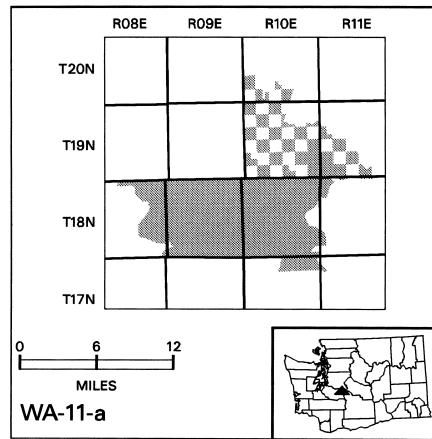 R08E R09E R10E R11E
T20N
T19N
T18N
T17N
0 6 12
MILES
WA-11-a